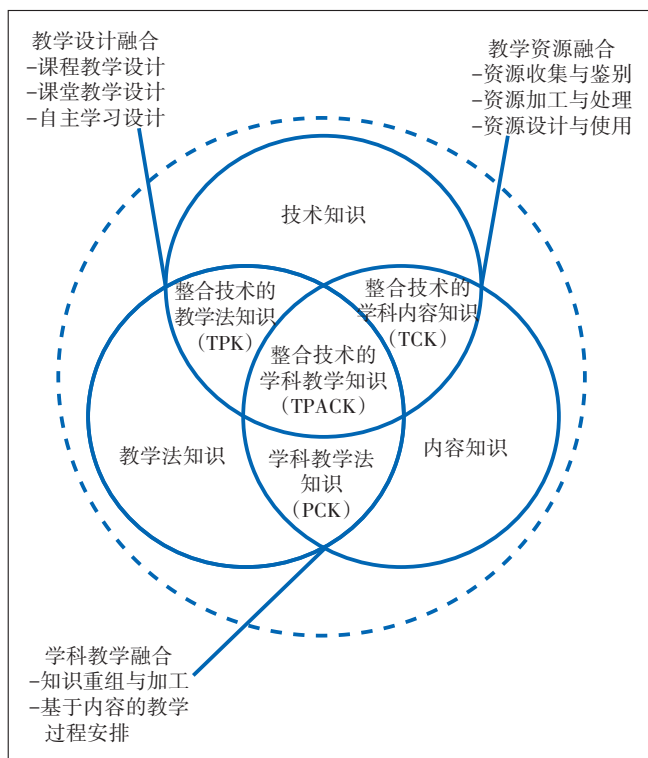 教学设计融合
–课程教学设计
–课堂教学设计
–自主学习设计
教学资源融合
–资源收集与鉴别
–资源加工与处理
–资源设计与使用
技术知识
整合技术的
教学法知识
（TPK）
整合技术的
学科内容知识
（TCK）
整合技术的
学科教学知识
（TPACK）
教学法知识
内容知识
学科教学法
知识
（PCK）
学科教学融合
–知识重组与加工
–基于内容的教学
过程安排